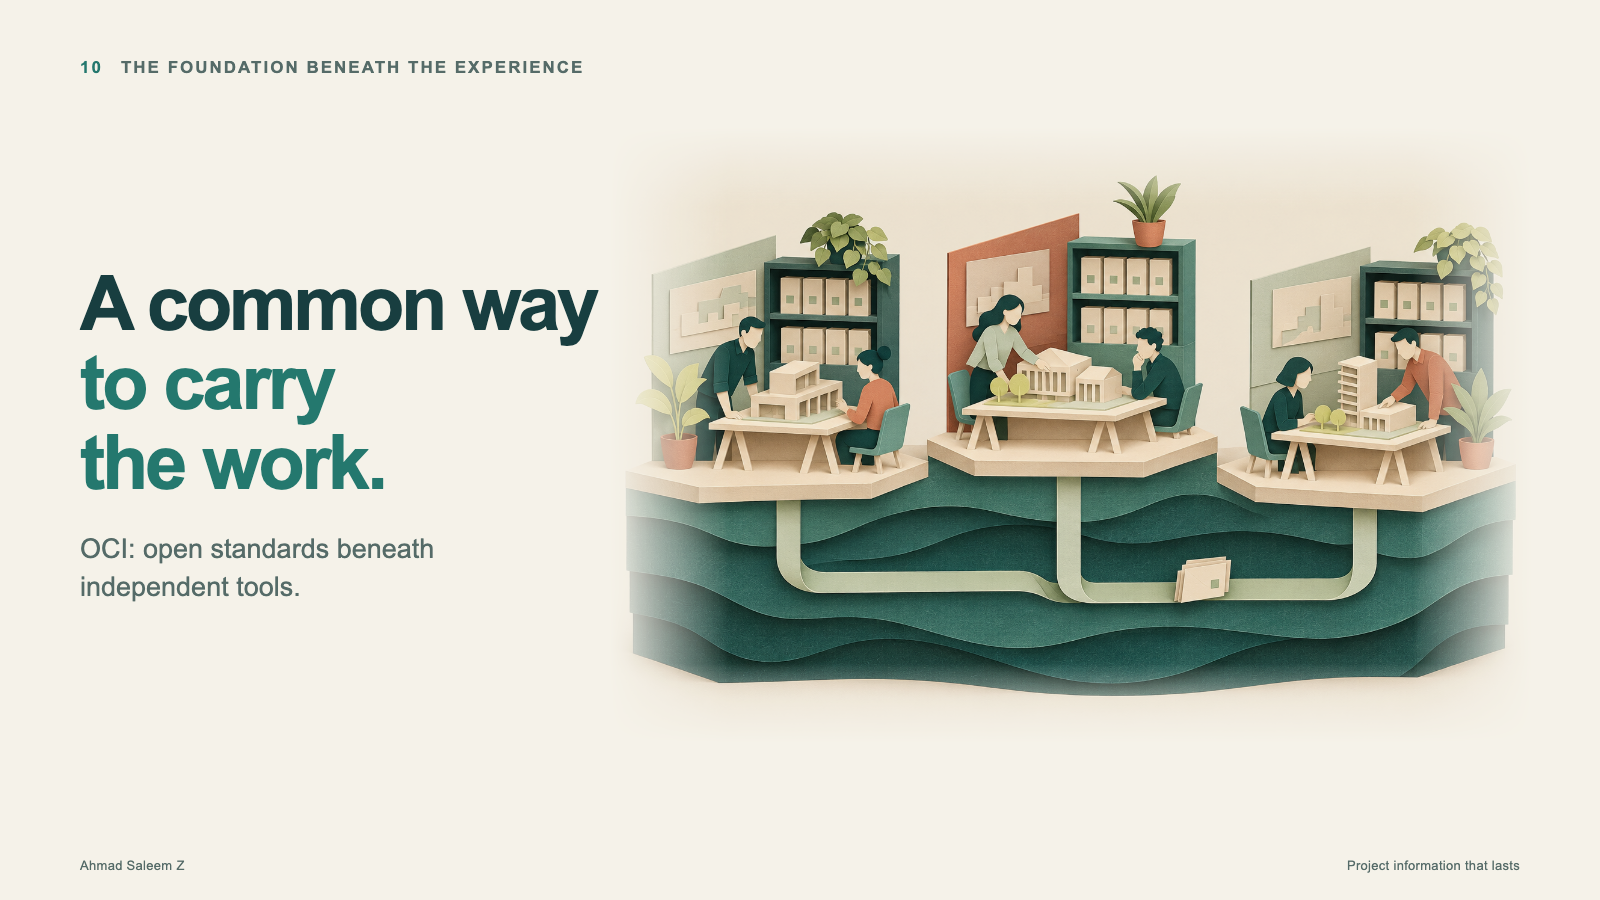 10 THE FOUNDATION BENEATH THE EXPERIENCE
A common way
to carry
the work.
OCI: open standards beneath
independent tools.
Ahmad Saleem Z
Project information that lasts